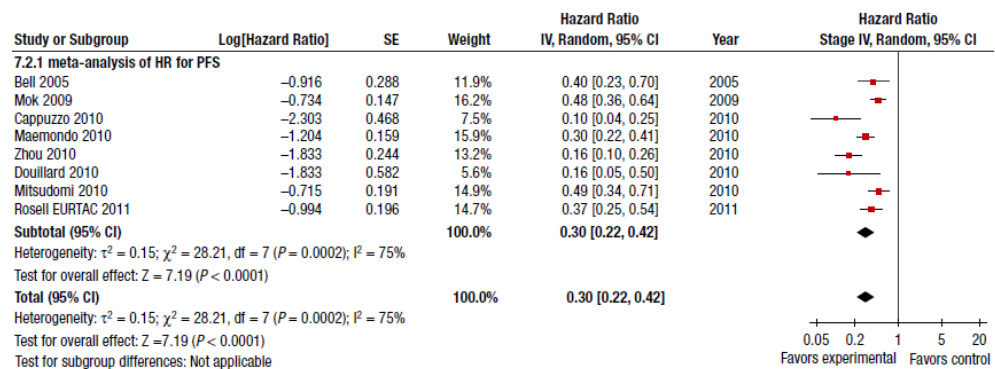 Hazard Ratio Hazard Ratio
Study or Subgroup Log[Hazard Ratio] SE Weight IV, Random, 95% CI Year Stage IV, Random, 95% CI
7.2.1 meta-analysis of HR for PFS
Bell 2005 –0.916 0.288 11.9% 0.40 [0.23, 0.70] 2005
Mok 2009 –0.734 0.147 16.2% 0.48 [0.36, 0.64] 2009
Cappuzzo 2010 –2.303 0.468 7.5% 0.10 [0.04, 0.25] 2010
Maemondo 2010 –1.204 0.159 15.9% 0.30 [0.22, 0.41] 2010
Zhou 2010 –1.833 0.244 13.2% 0.16 [0.10, 0.26] 2010
Douillard 2010 –1.833 0.582 5.6% 0.16 [0.05, 0.50] 2010
Mitsudomi 2010 –0.715 0.191 14.9% 0.49 [0.34, 0.71] 2010
Rosell EURTAC 2011 –0.994 0.196 14.7% 0.37 [0.25, 0.54] 2011
Subtotal (95% CI) 100.0% 0.30 [0.22, 0.42]
Heterogeneity: τ² = 0.15; χ² = 28.21, df = 7 (P = 0.0002); I² = 75%
Test for overall effect: Z = 7.19 (P < 0.0001)
Total (95% CI) 100.0% 0.30 [0.22, 0.42]
Heterogeneity: τ² = 0.15; χ² = 28.21, df = 7 (P = 0.0002); I² = 75%
Test for overall effect: Z =7.19 (P < 0.0001)
Test for subgroup differences: Not applicable
0.05 0.2 1 5 20
Favors experimental Favors control